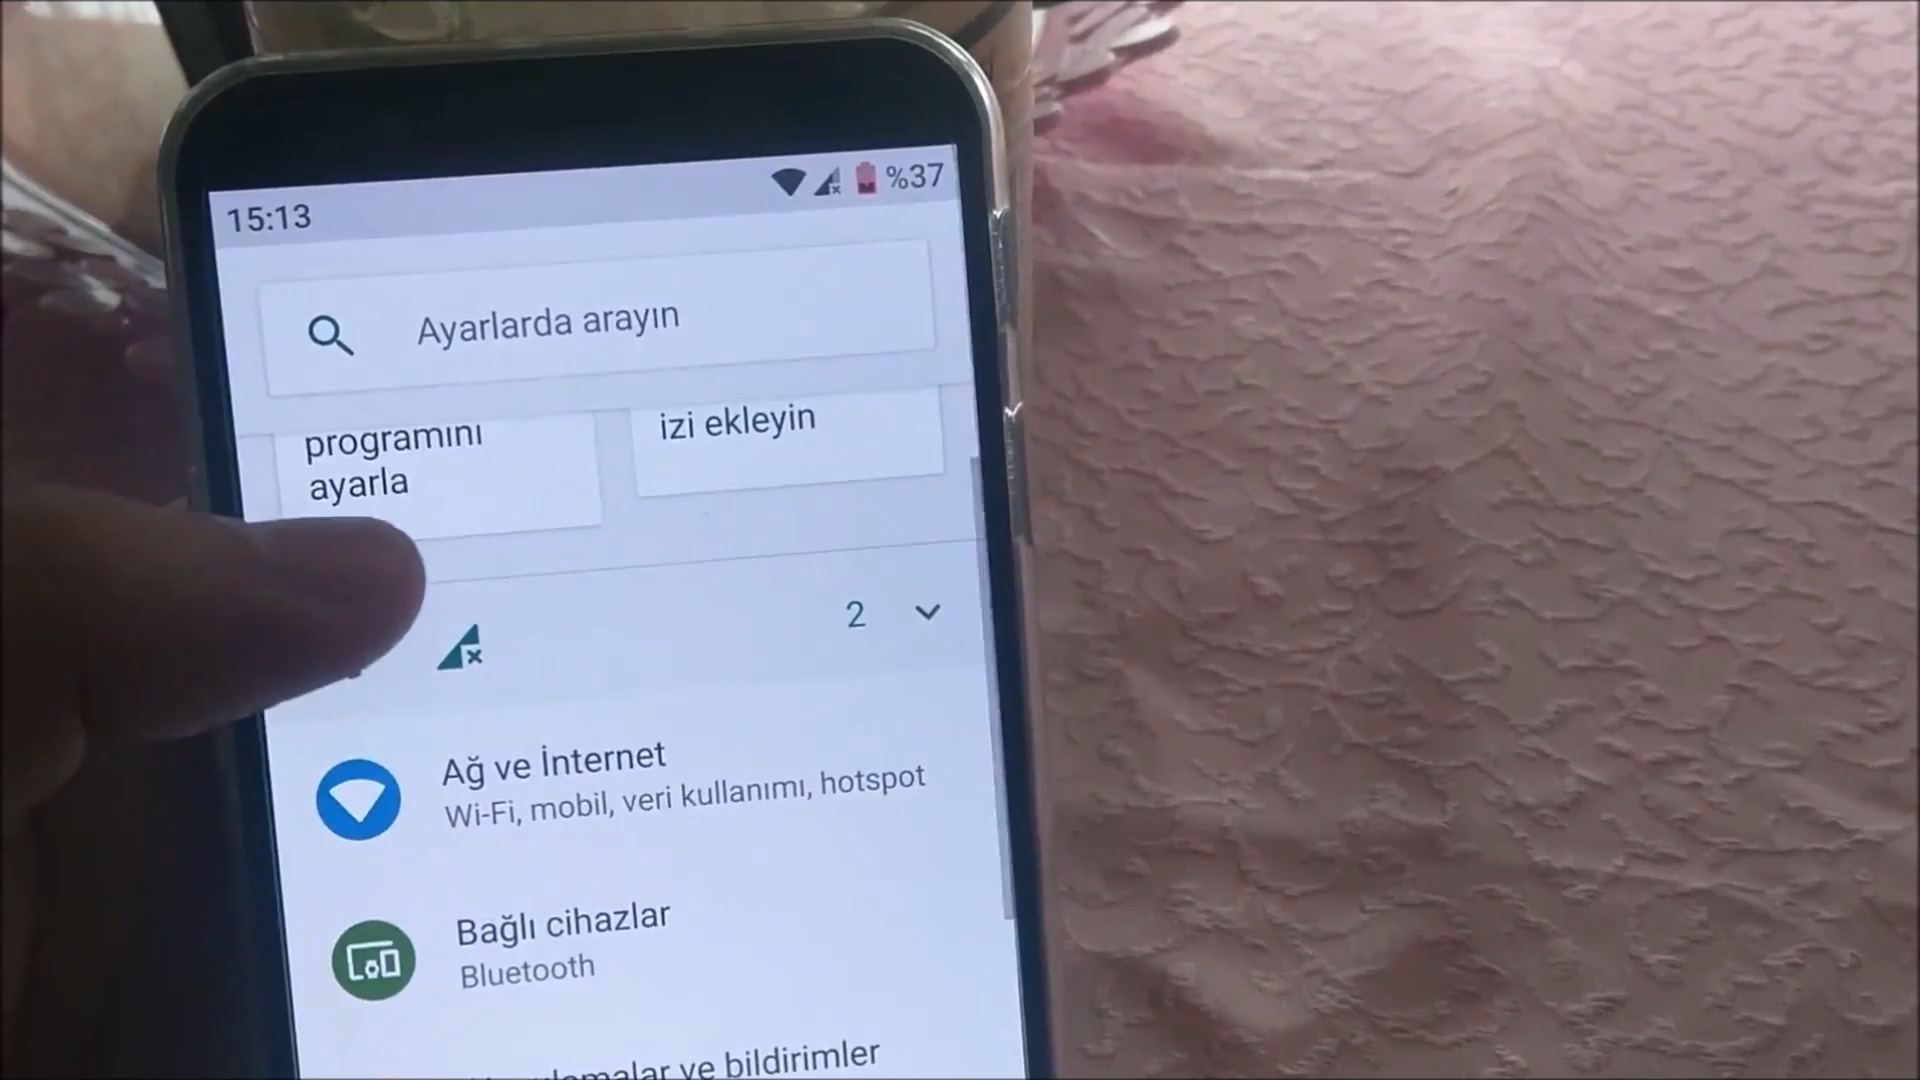 15:13
%37
Ayarlarda arayın
programını
ayarla
izi ekleyin
2
Ağ ve İnternet
Wi-Fi, mobil, veri kullanımı, hotspot
Bağlı cihazlar
Bluetooth
ve bildirimler